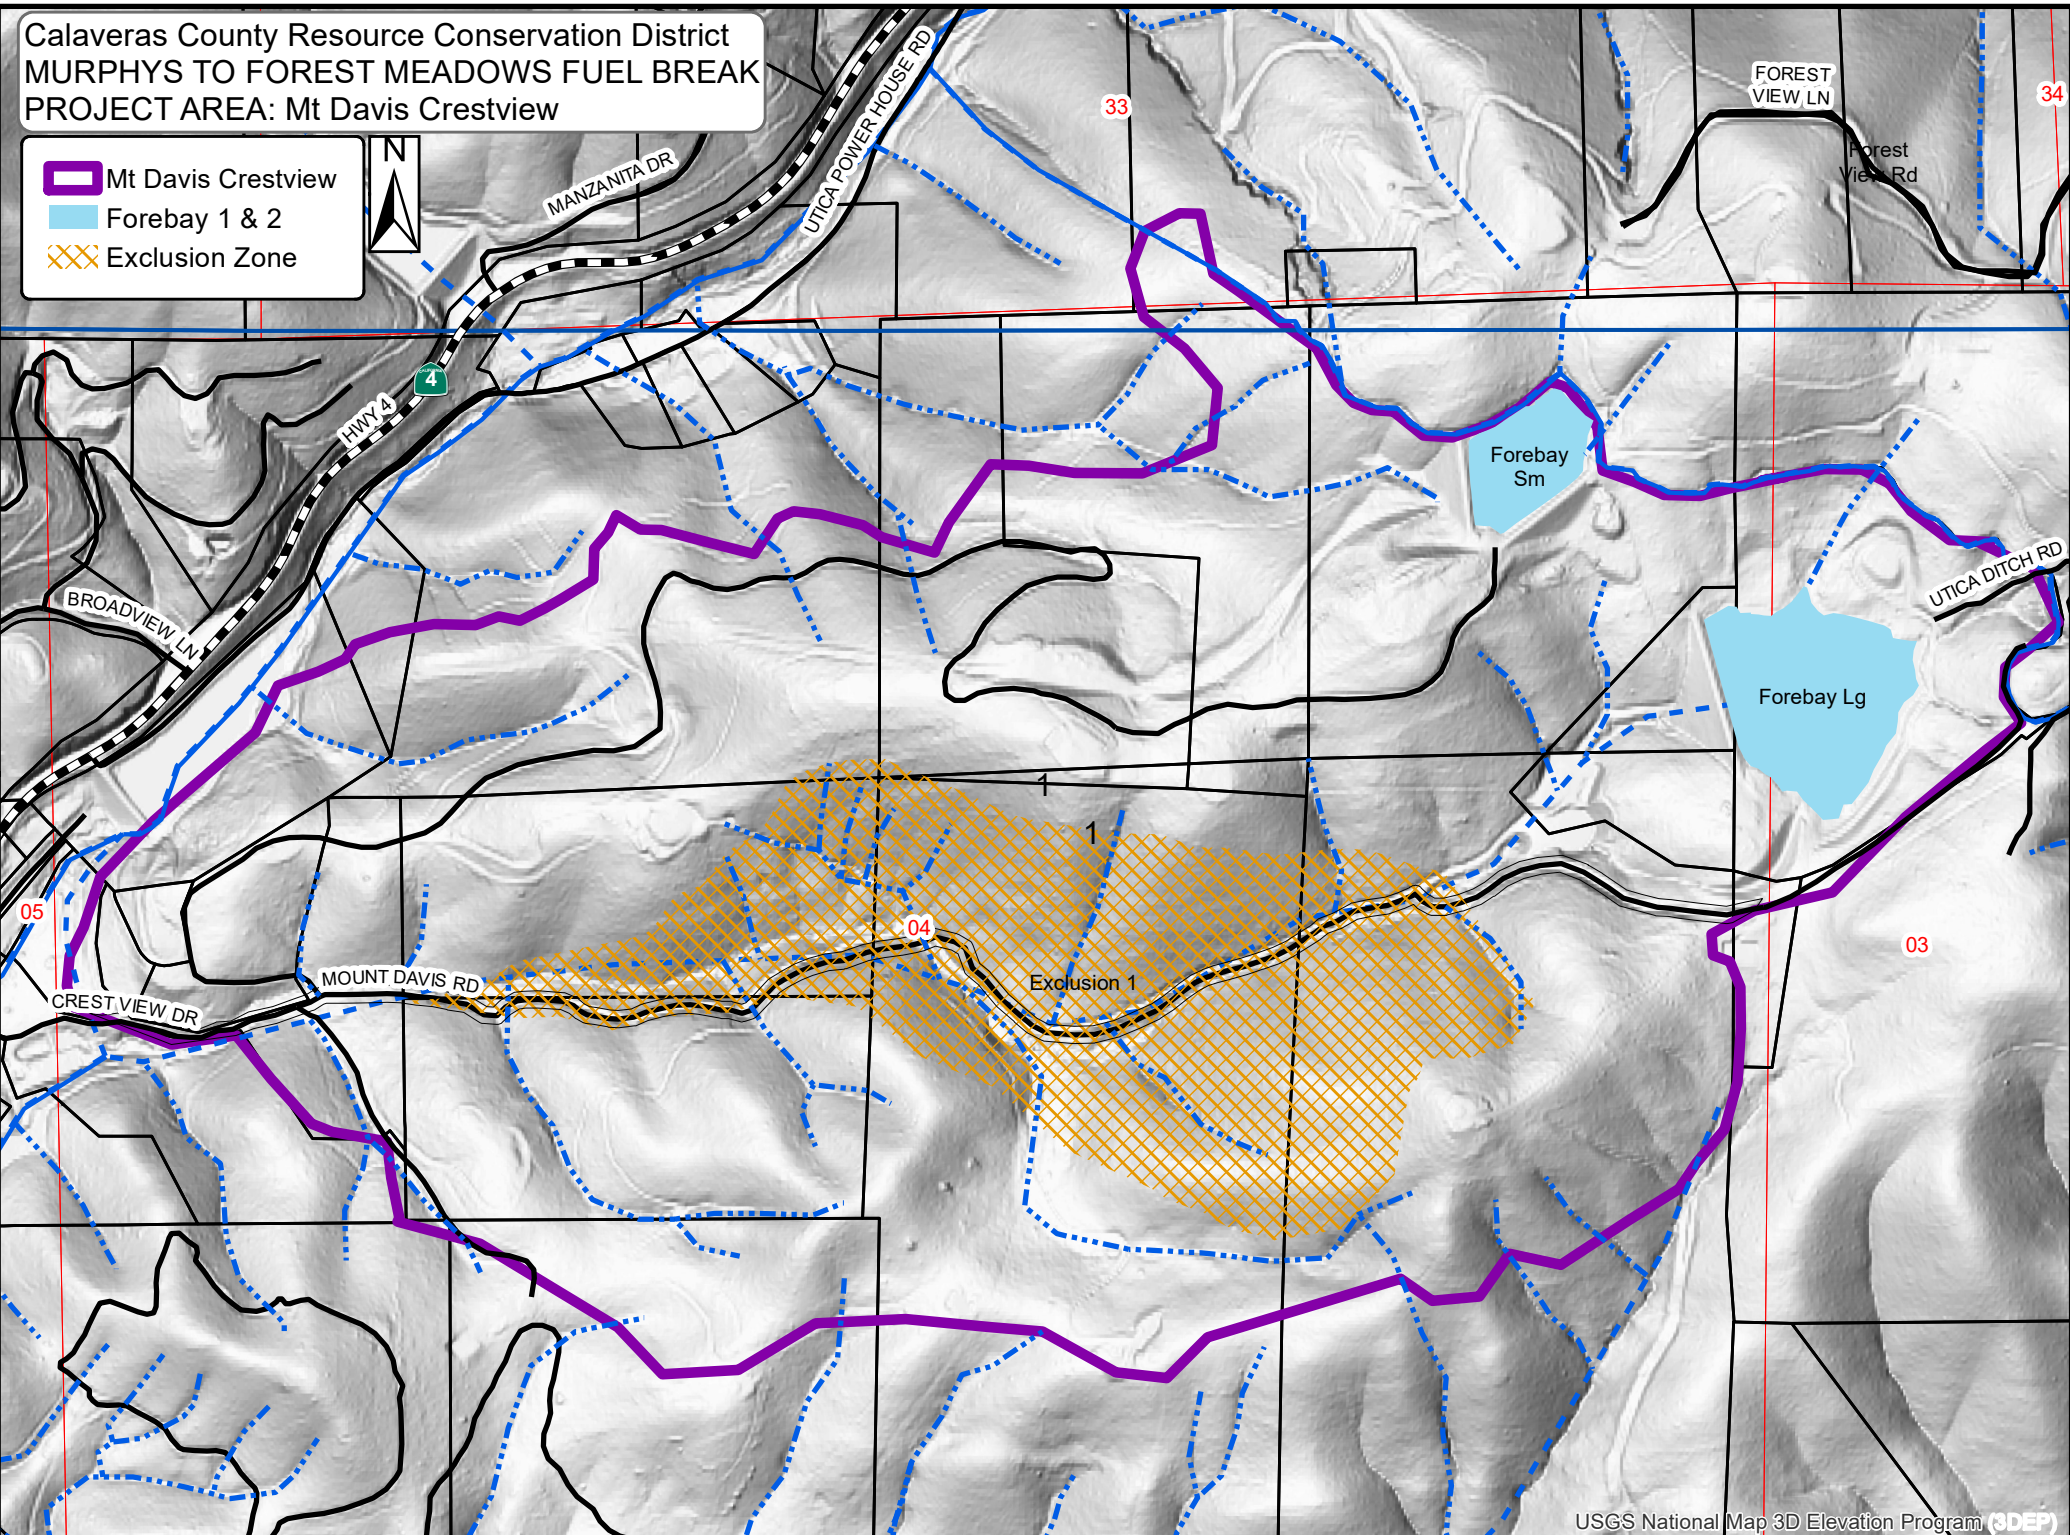 Calaveras County Resource Conservation District
MURPHYS TO FOREST MEADOWS FUEL BREAK
PROJECT AREA: Mt Davis Crestview
Mt Davis Crestview
Forebay 1 & 2
Exclusion Zone
N
MANZANITA DR
UTICA POWER HOUSE RD
33
FOREST
VIEW LN
34
Forest
View Rd
CALIFORNIA
4
HWY 4
Forebay
Sm
UTICA DITCH RD
BROADVIEW LN
Forebay Lg
1
1
05
04
03
MOUNT DAVIS RD
Exclusion 1
CREST VIEW DR
USGS National Map 3D Elevation Program (3DEP)